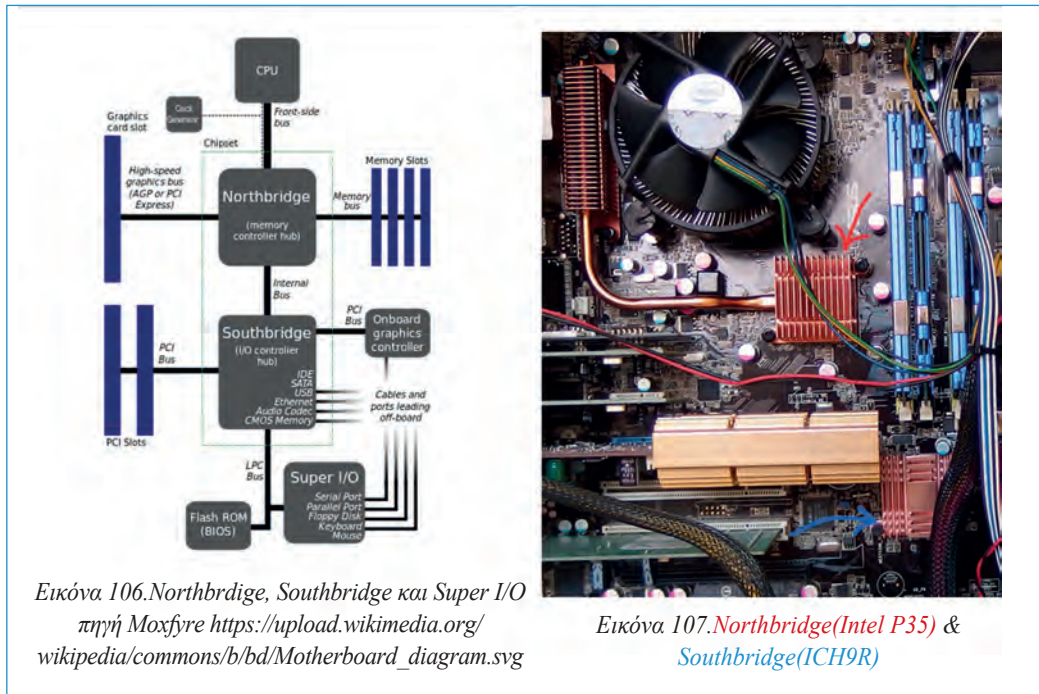 CPU
Clock
Generator
Graphics
card slot
Front-side
bus
Chipset
Memory Slots
High-speed
graphics bus
(AGP or PCI
Express)
Northbridge
(memory
controller hub)
Memory
bus
Internal
Bus
PCI
Bus
Southbridge
(I/O controller
hub)
PCI
Bus
Onboard
graphics
controller
IDE
SATA
USB
Ethernet
Audio Codec
CMOS Memory
Cables and
ports leading
off-board
PCI Slots
LPC
Bus
Super I/O
Serial Port
Parallel Port
Floppy Disk
Keyboard
Mouse
Flash ROM
(BIOS)
Εικόνα 106.Northbrdige, Southbridge και Super I/O
πηγή Moxfyre https://upload.wikimedia.org/
wikipedia/commons/b/bd/Motherboard_diagram.svg
Εικόνα 107.Northbridge(Intel P35) &
Southbridge(ICH9R)